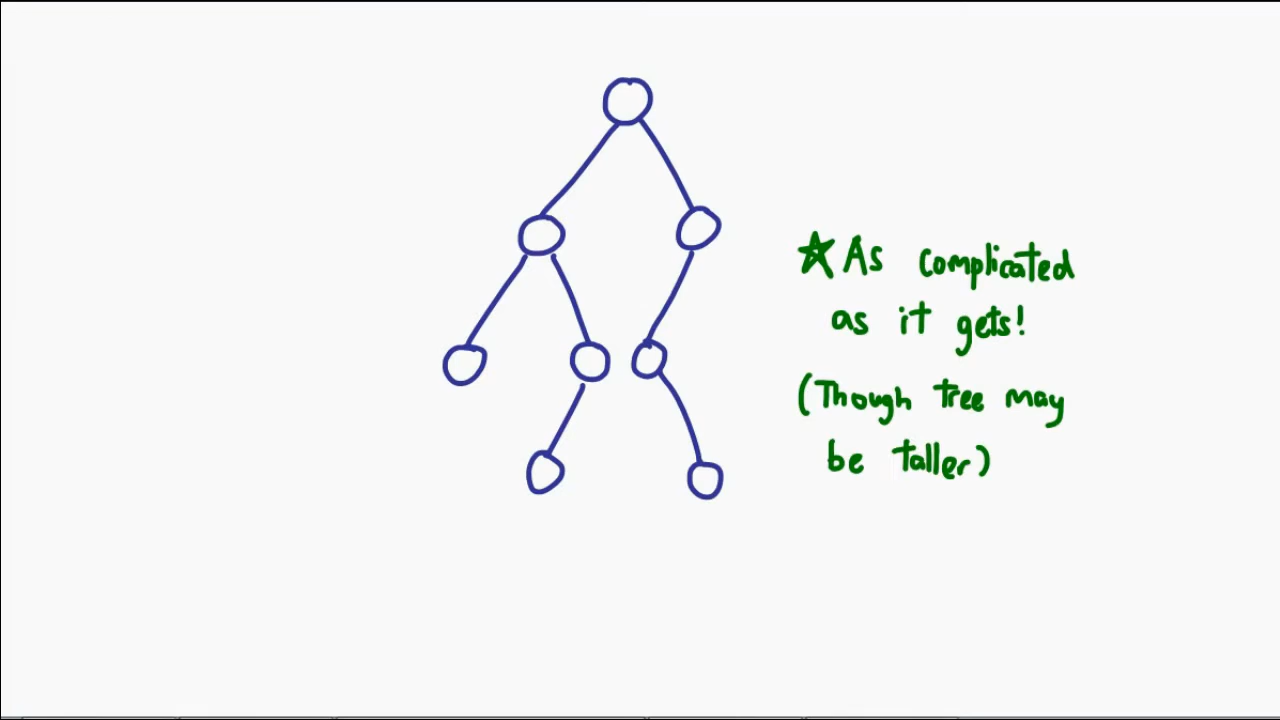 ★As complicated
as it gets!
(Though tree may
be taller)